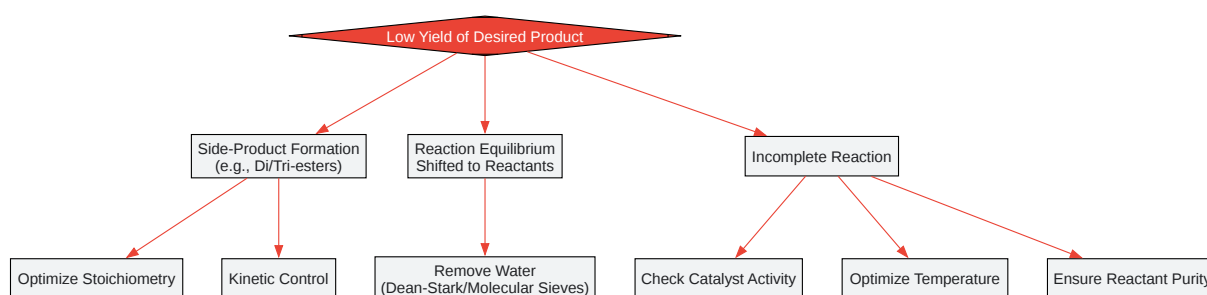 Low Yield of Desired Product
Side-Product Formation
(e.g., Di/Tri-esters)
Reaction Equilibrium
Shifted to Reactants
Incomplete Reaction
Optimize Stoichiometry
Kinetic Control
Remove Water
(Dean-Stark/Molecular Sieves)
Check Catalyst Activity
Optimize Temperature
Ensure Reactant Purity